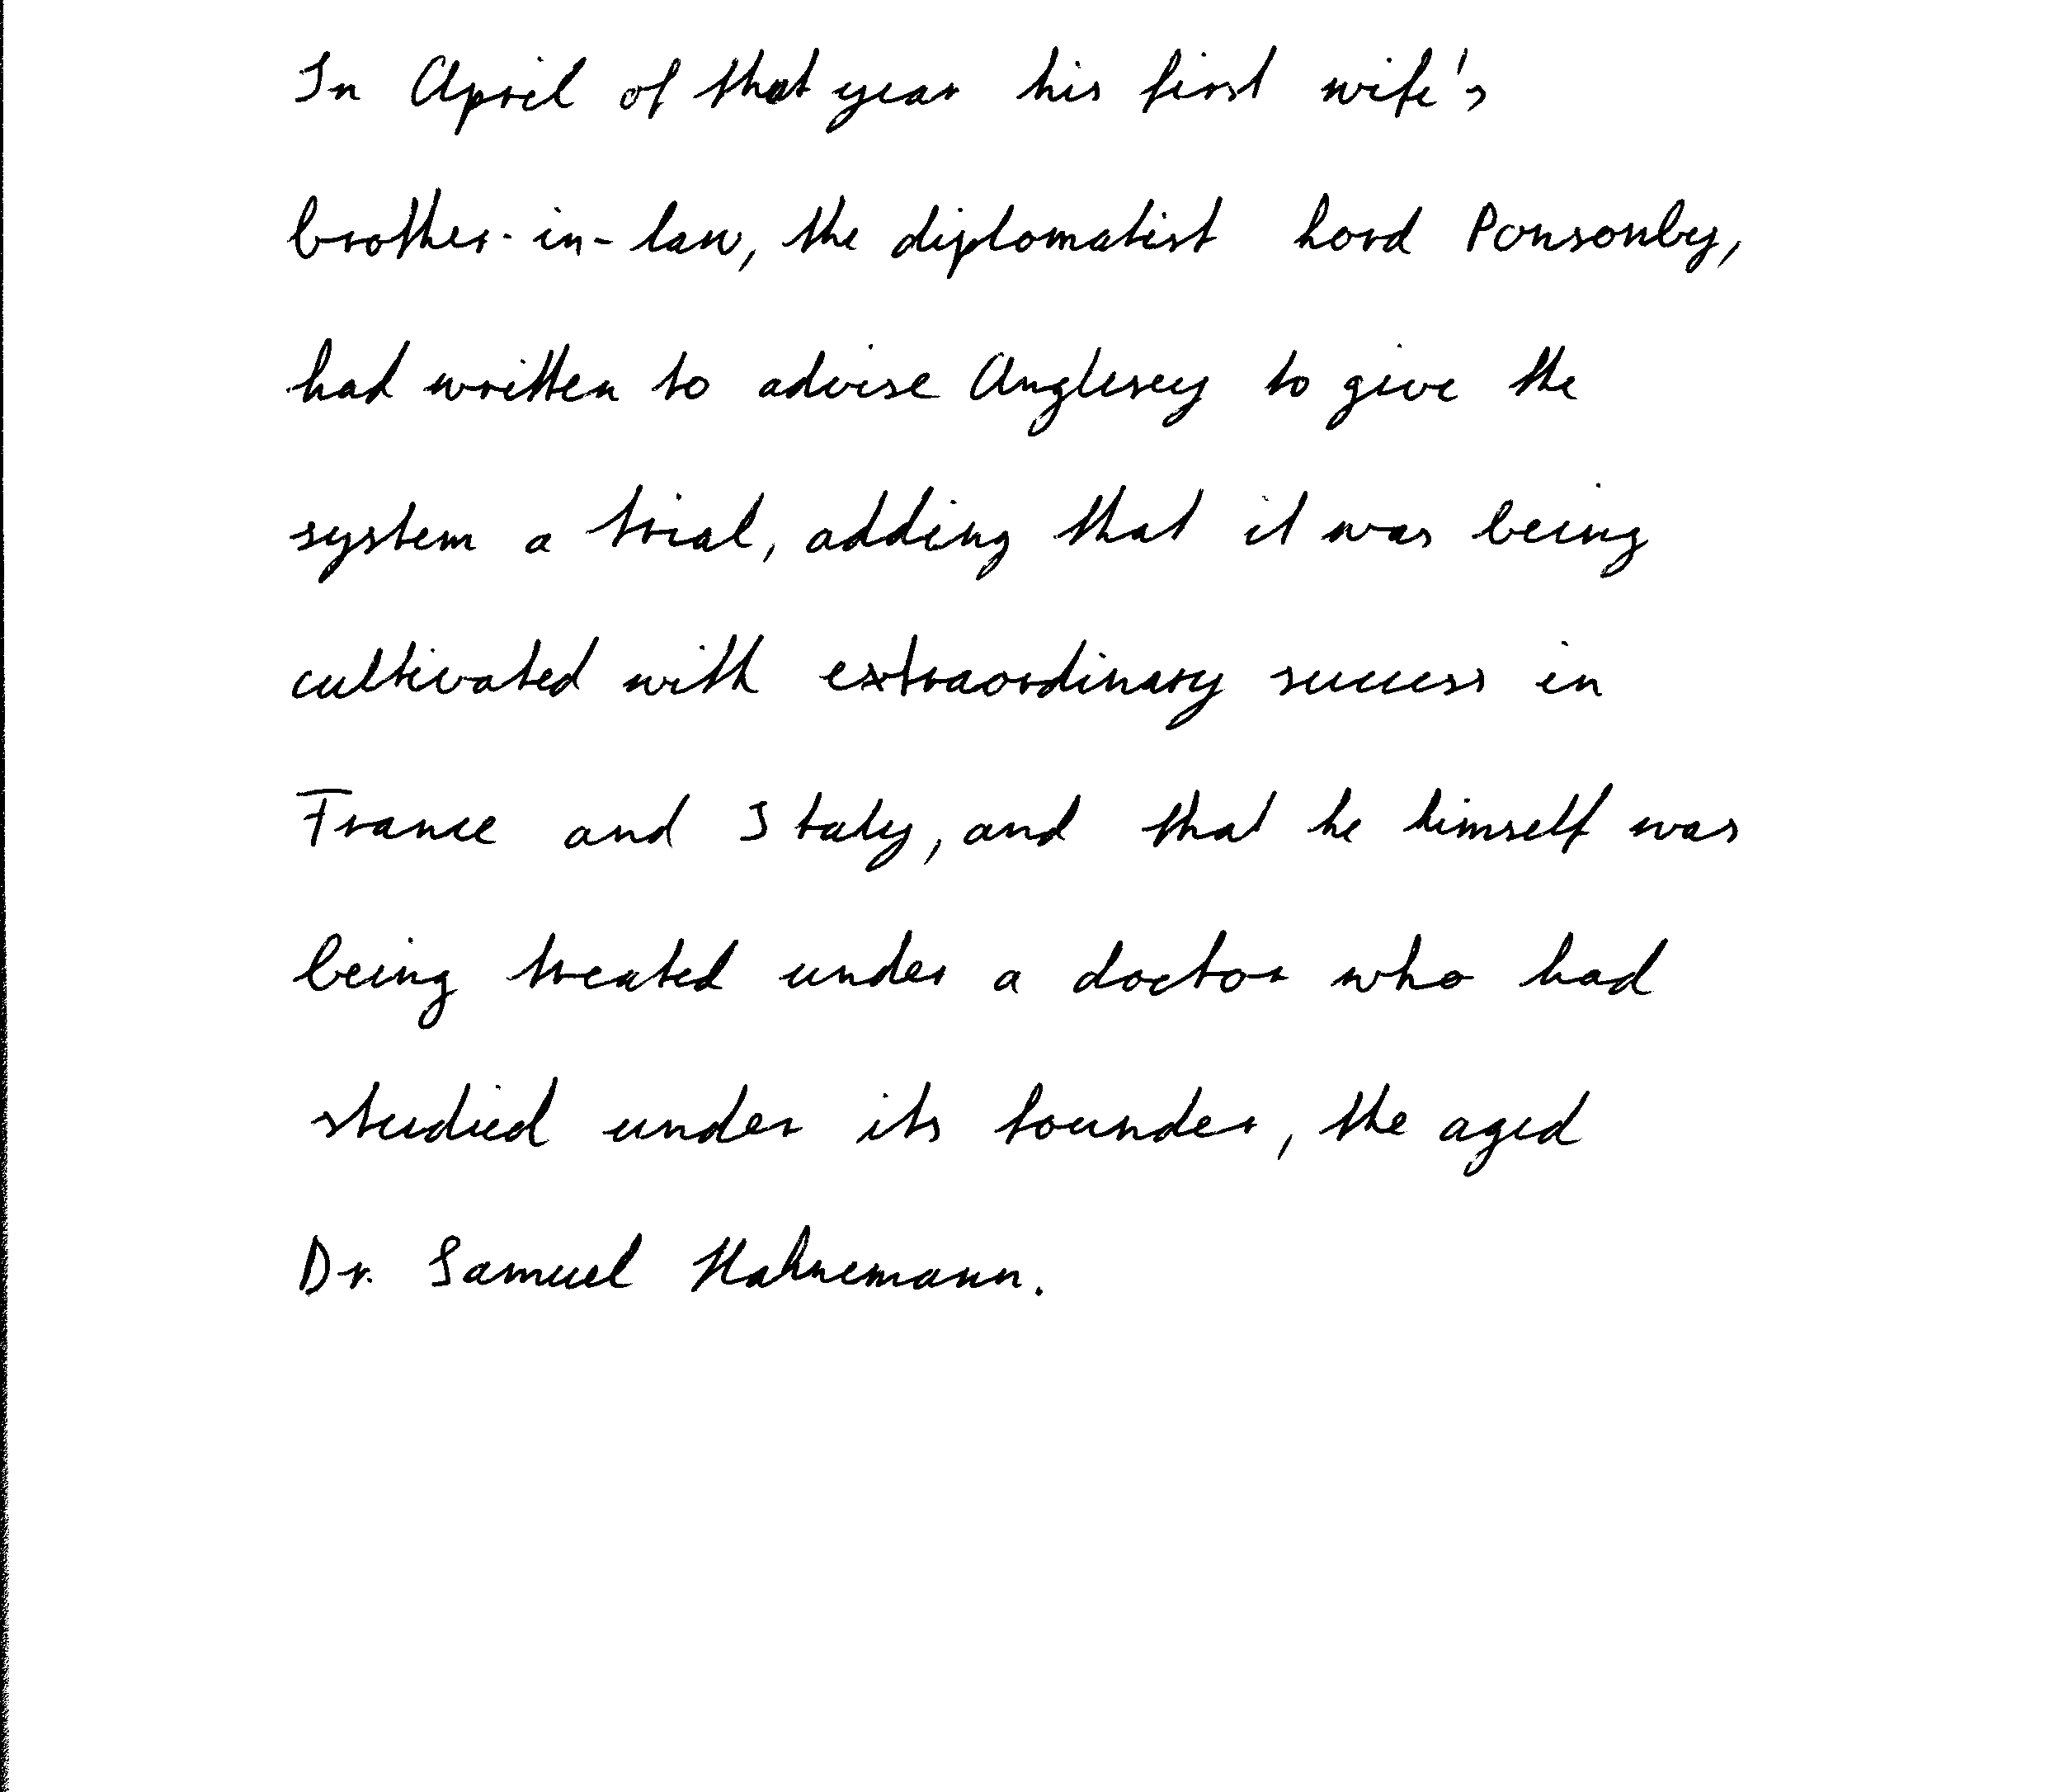 In April of that year his first wife's
brother-in-law, the diplomatist Lord Ponsonby,
had written to advise Anglesey to give the
system a trial, adding that it was being
cultivated with extraordinary success in
France and Italy, and that he himself was
being treated under a doctor who had
studied under its founder, the aged
Dr. Samuel Hahnemann.